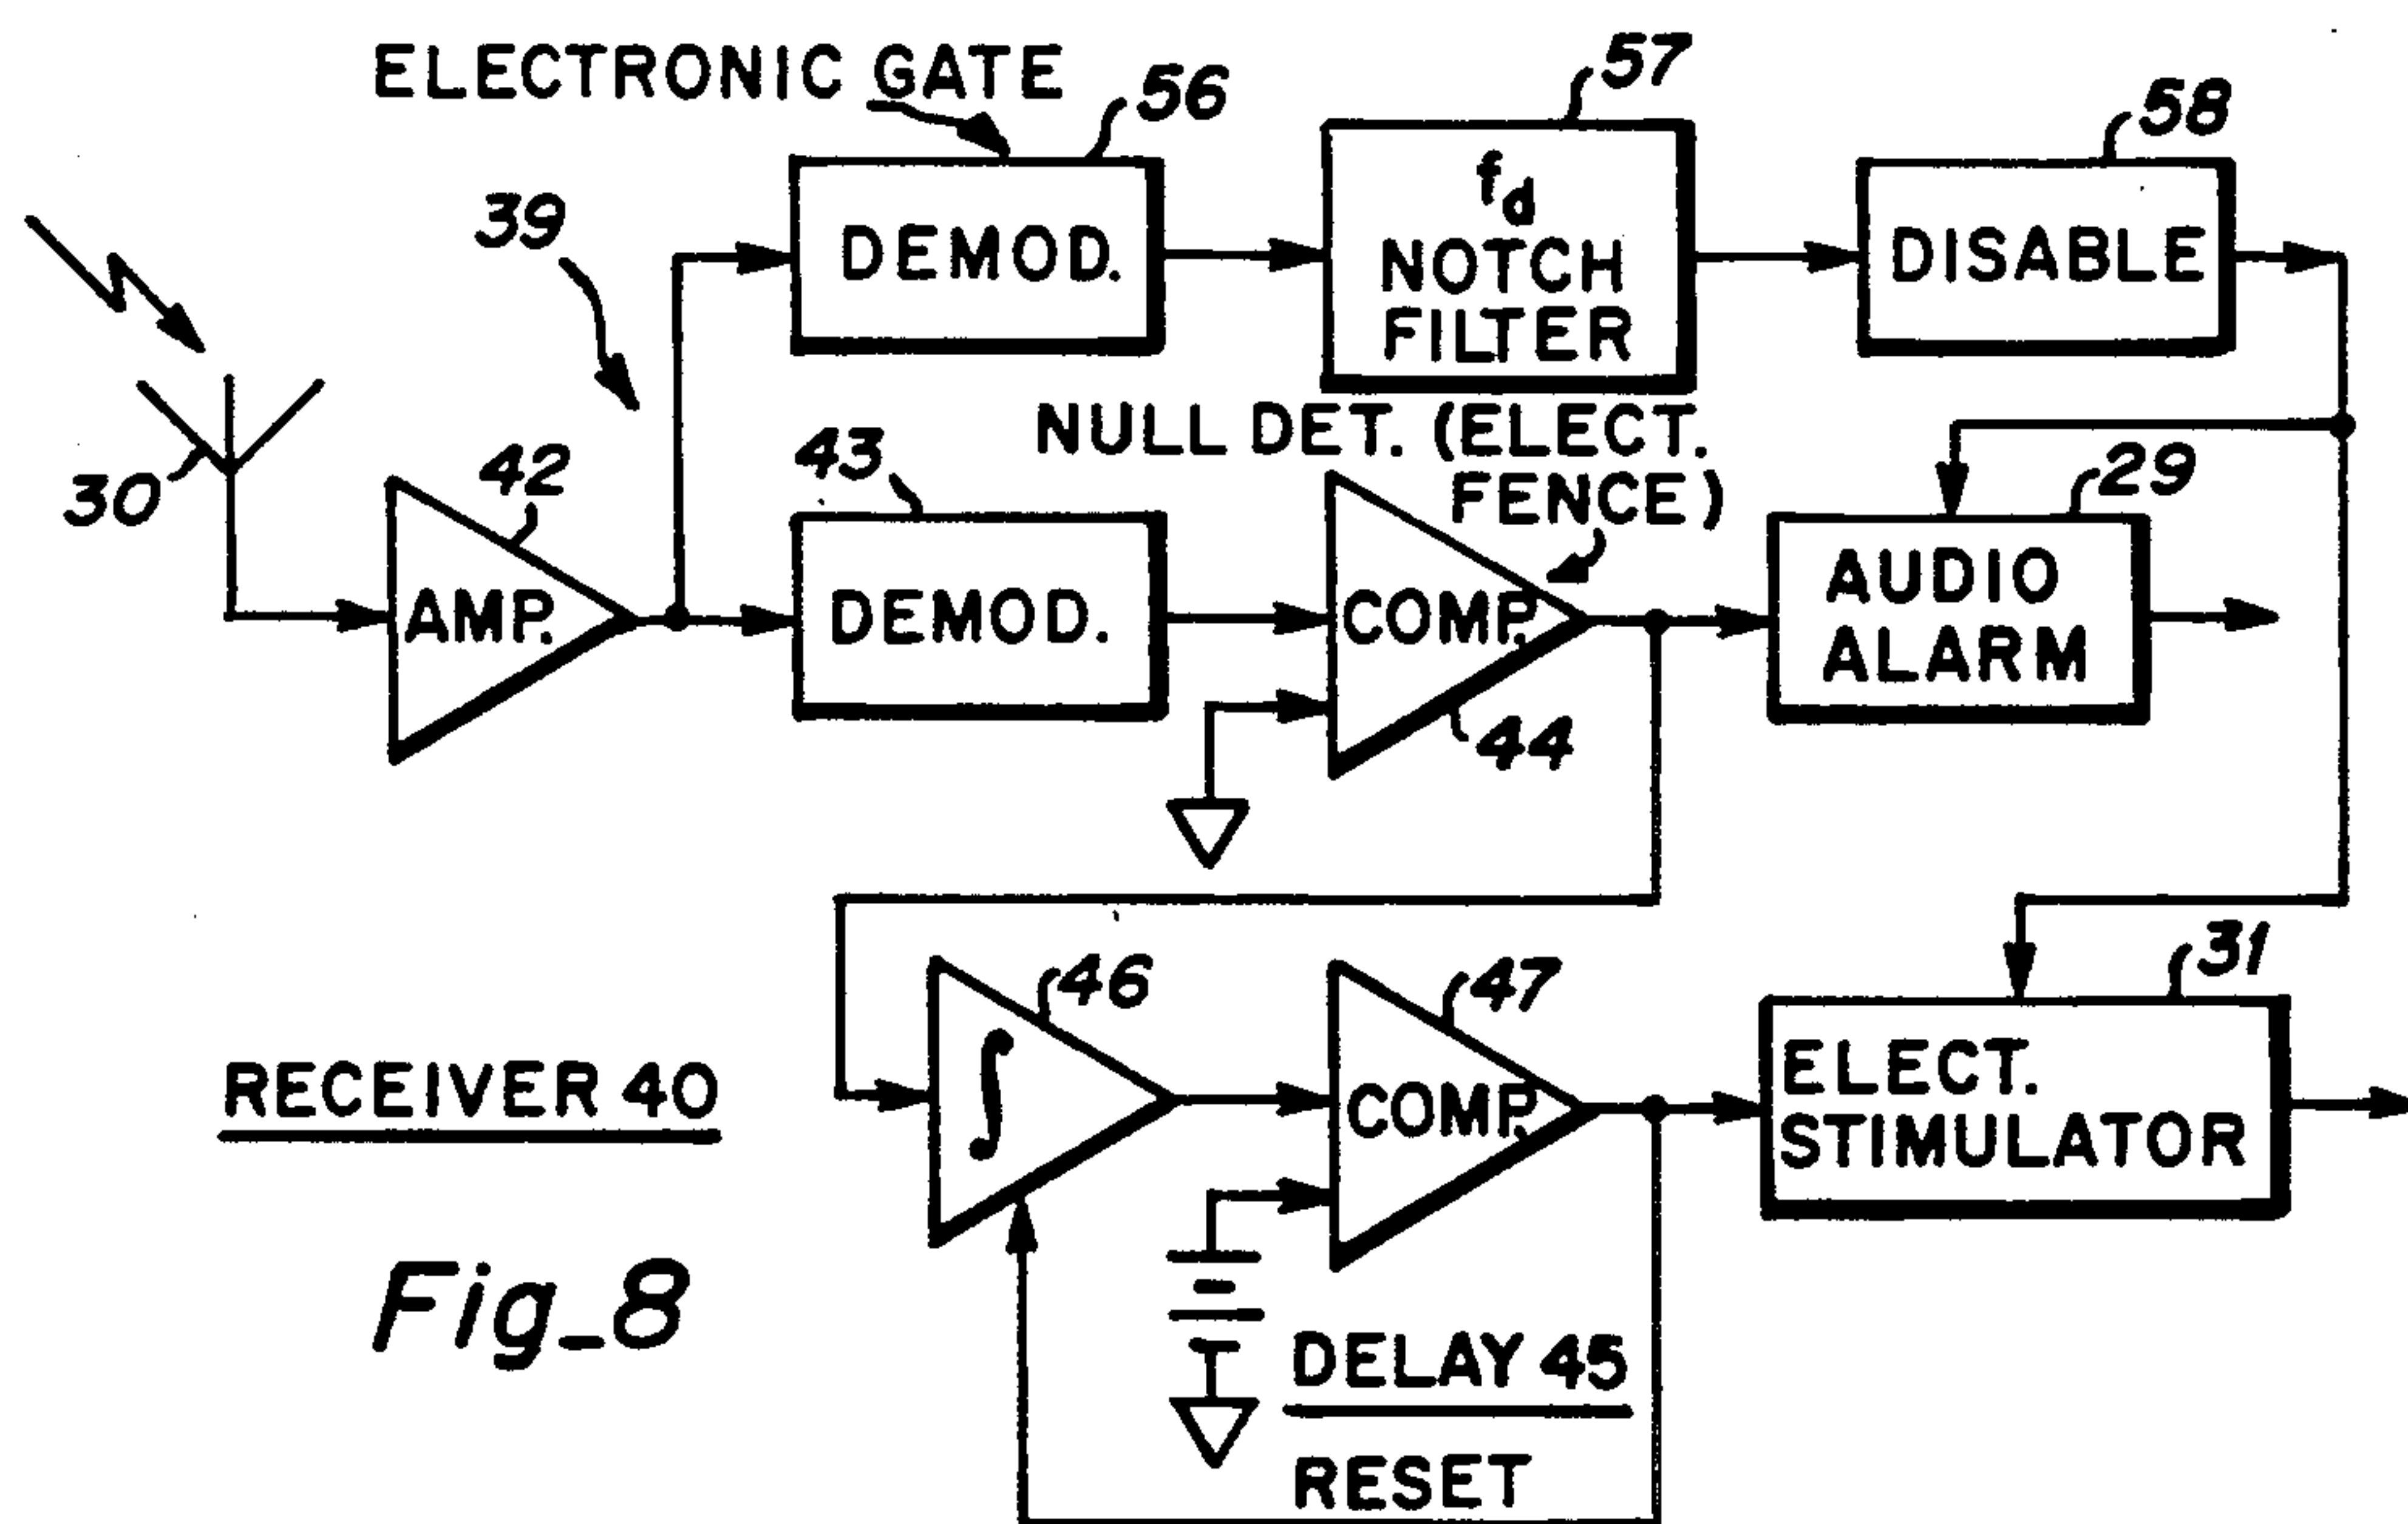 ELECTRONIC GATE
56
57
58
39
DEMOD.
fd
NOTCH
FILTER
DISABLE
30
42
43
NULL DET. (ELECT.
FENCE)
29
AMP.
DEMOD.
COMP.
44
AUDIO
ALARM
46
47
31
RECEIVER 40
∫
COMP.
ELECT.
STIMULATOR
Fig_8
DELAY 45
RESET